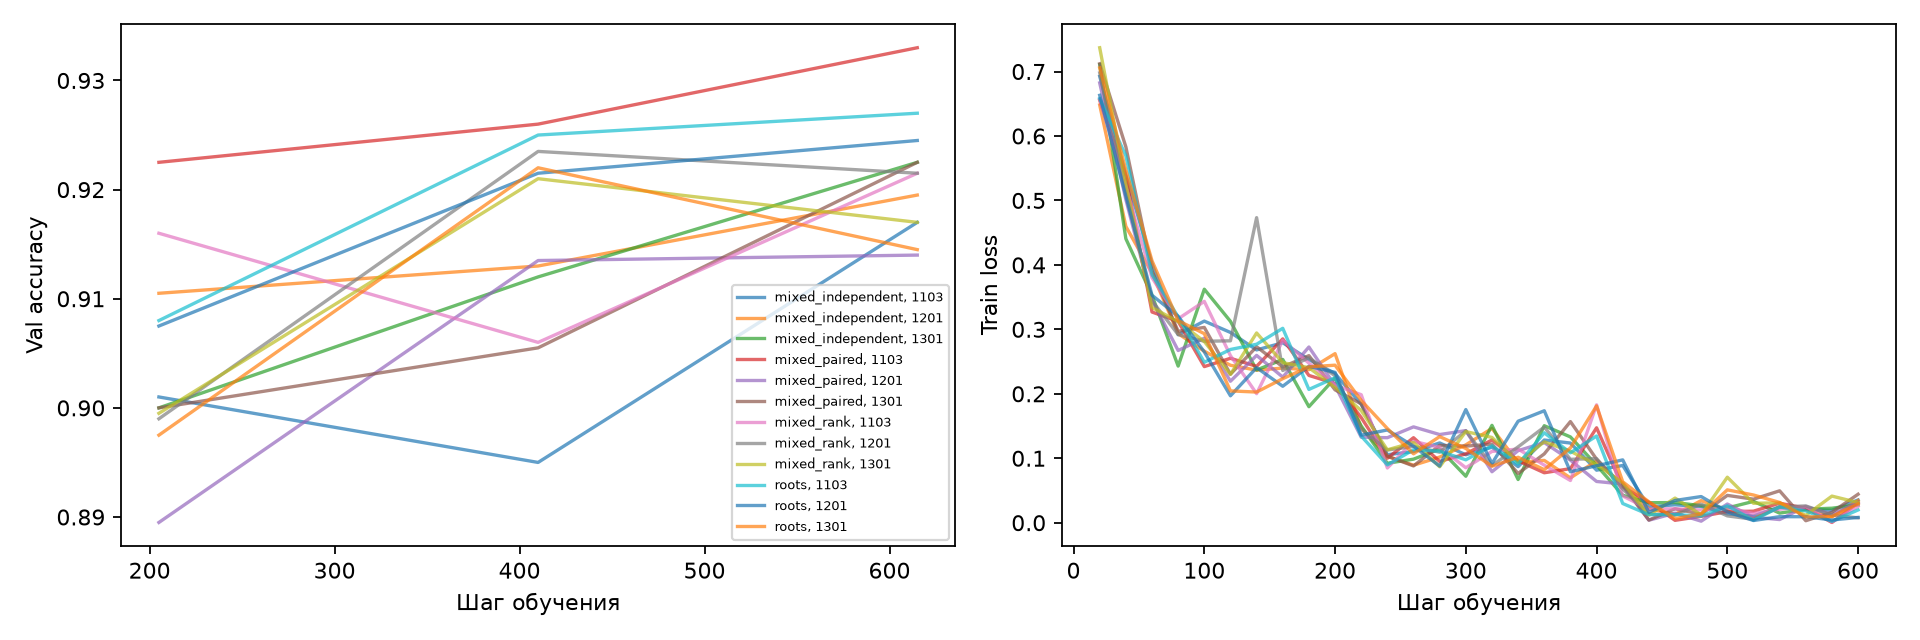 0.93
0.92
0.91
0.90
0.89
Val accuracy
200
300
400
500
600
Шаг обучения
mixed_independent, 1103
mixed_independent, 1201
mixed_independent, 1301
mixed_paired, 1103
mixed_paired, 1201
mixed_paired, 1301
mixed_rank, 1103
mixed_rank, 1201
mixed_rank, 1301
roots, 1103
roots, 1201
roots, 1301
0.7
0.6
0.5
0.4
0.3
0.2
0.1
0.0
Train loss
0
100
200
300
400
500
600
Шаг обучения